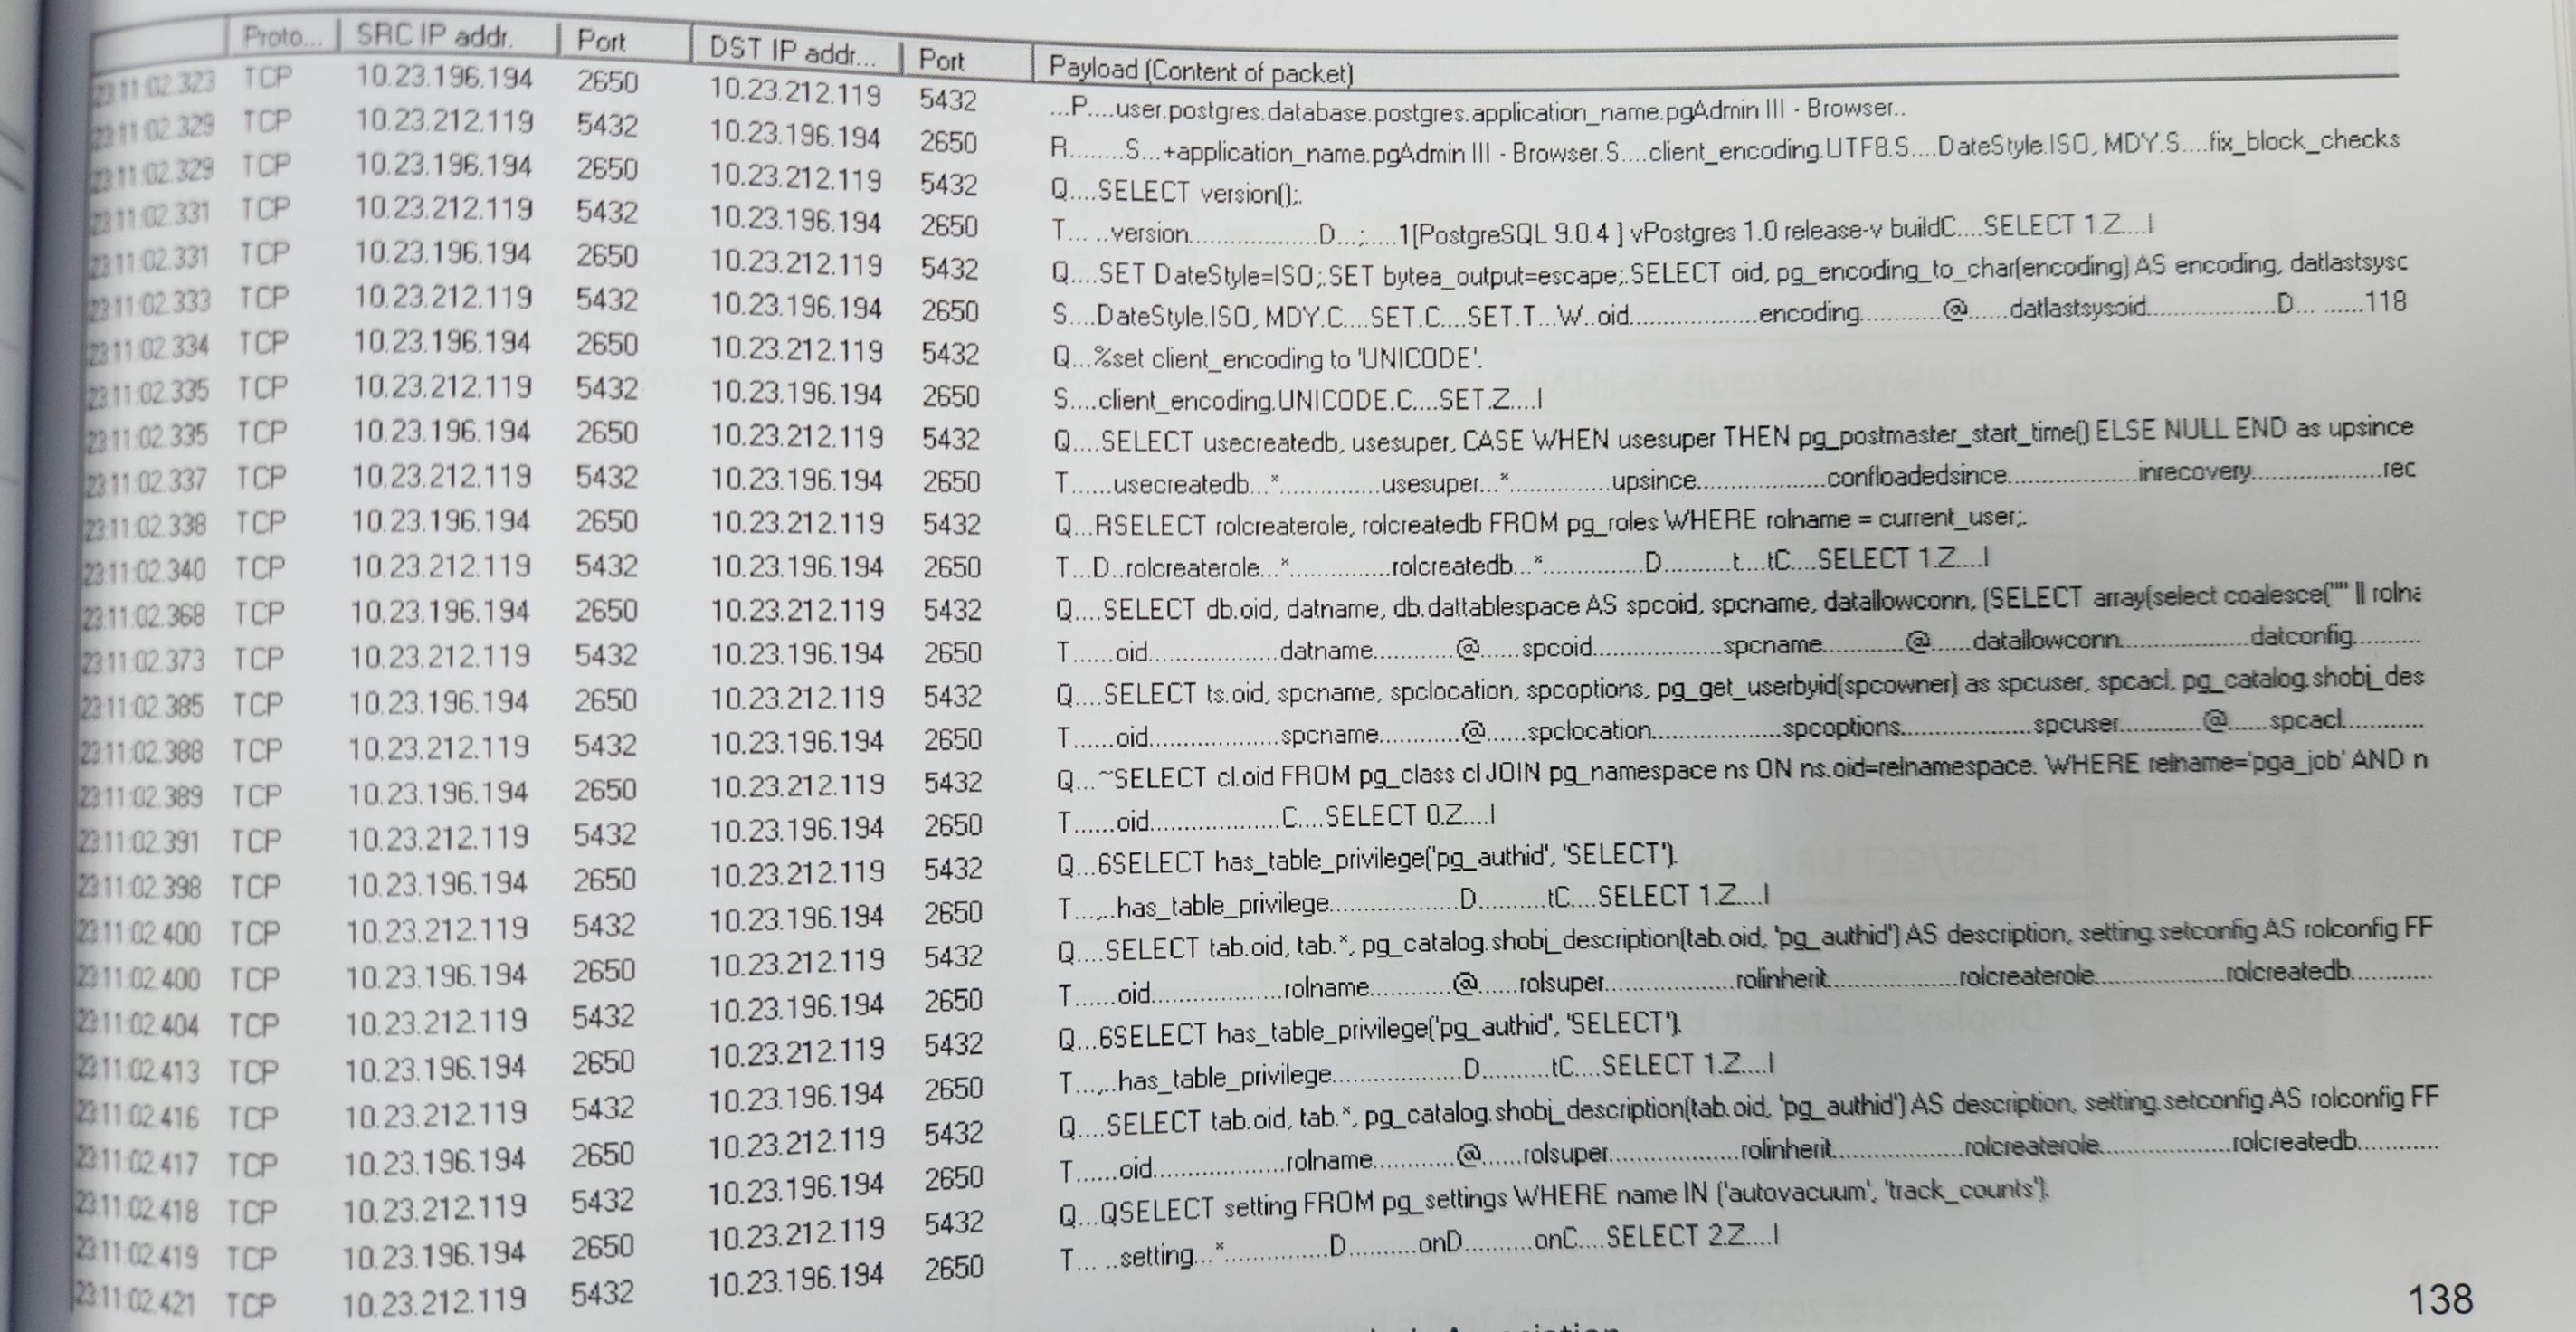 Proto... SRC IP addr. Port DST IP addr... Port Payload (Content of packet)
23:11:02.323 TCP 10.23.196.194 2650 10.23.212.119 5432 ...P....user.postgres.database.postgres.application_name.pgAdmin III - Browser..
23:11:02.329 TCP 10.23.212.119 5432 10.23.196.194 2650 R........S...+application_name.pgAdmin III - Browser.S....client_encoding.UTF8.S....DateStyle.ISO, MDY.S....fix_block_checks
23:11:02.329 TCP 10.23.196.194 2650 10.23.212.119 5432 Q....SELECT version();.
23:11:02.331 TCP 10.23.212.119 5432 10.23.196.194 2650 T... ..version....................D...;.....1[PostgreSQL 9.0.4 ] vPostgres 1.0 release-v buildC....SELECT 1.Z....I
23:11:02.331 TCP 10.23.196.194 2650 10.23.212.119 5432 Q....SET DateStyle=ISO;.SET bytea_output=escape;.SELECT oid, pg_encoding_to_char(encoding) AS encoding, datlastsysc
23:11:02.333 TCP 10.23.212.119 5432 10.23.196.194 2650 S....DateStyle.ISO, MDY.C....SET.C....SET.T...W..oid....................encoding............@......datlastsysoid....................D... ......118
23:11:02.334 TCP 10.23.196.194 2650 10.23.212.119 5432 Q...%set client_encoding to 'UNICODE'.
23:11:02.335 TCP 10.23.212.119 5432 10.23.196.194 2650 S....client_encoding.UNICODE.C....SET.Z....I
23:11:02.335 TCP 10.23.196.194 2650 10.23.212.119 5432 Q....SELECT usecreatedb, usesuper, CASE WHEN usesuper THEN pg_postmaster_start_time() ELSE NULL END as upsince
23:11:02.337 TCP 10.23.212.119 5432 10.23.196.194 2650 T......usecreatedb...*................usesuper...*................upsince....................confloadedsince....................inrecovery....................rec
23:11:02.338 TCP 10.23.196.194 2650 10.23.212.119 5432 Q...RSELECT rolcreaterole, rolcreatedb FROM pg_roles WHERE rolname = current_user;.
23:11:02.340 TCP 10.23.212.119 5432 10.23.196.194 2650 T...D..rolcreaterole...*................rolcreatedb...*................D..........t....tC....SELECT 1.Z....I
23:11:02.368 TCP 10.23.196.194 2650 10.23.212.119 5432 Q....SELECT db.oid, datname, db.dattablespace AS spcoid, spcname, datallowconn, (SELECT array(select coalesce('"' || rolna
23:11:02.373 TCP 10.23.212.119 5432 10.23.196.194 2650 T......oid....................datname............@......spcoid....................spcname............@......datallowconn....................datconfig..........
23:11:02.385 TCP 10.23.196.194 2650 10.23.212.119 5432 Q....SELECT ts.oid, spcname, spclocation, spcoptions, pg_get_userbyid(spcowner) as spcuser, spcacl, pg_catalog.shobj_des
23:11:02.388 TCP 10.23.212.119 5432 10.23.196.194 2650 T......oid....................spcname............@......spclocation....................spcoptions....................spcuser............@......spcacl............
23:11:02.389 TCP 10.23.196.194 2650 10.23.212.119 5432 Q...~SELECT cl.oid FROM pg_class cl JOIN pg_namespace ns ON ns.oid=relnamespace. WHERE relname='pga_job' AND n
23:11:02.391 TCP 10.23.212.119 5432 10.23.196.194 2650 T......oid....................C....SELECT 0.Z....I
23:11:02.398 TCP 10.23.196.194 2650 10.23.212.119 5432 Q...6SELECT has_table_privilege('pg_authid', 'SELECT').
23:11:02.400 TCP 10.23.212.119 5432 10.23.196.194 2650 T...,..has_table_privilege....................D..........tC....SELECT 1.Z....I
23:11:02.400 TCP 10.23.196.194 2650 10.23.212.119 5432 Q....SELECT tab.oid, tab.*, pg_catalog.shobj_description(tab.oid, 'pg_authid') AS description, setting.setconfig AS rolconfig FF
23:11:02.404 TCP 10.23.212.119 5432 10.23.196.194 2650 T......oid....................rolname............@......rolsuper....................rolinherit....................rolcreaterole....................rolcreatedb............
23:11:02.413 TCP 10.23.196.194 2650 10.23.212.119 5432 Q...6SELECT has_table_privilege('pg_authid', 'SELECT').
23:11:02.416 TCP 10.23.212.119 5432 10.23.196.194 2650 T...,..has_table_privilege....................D..........tC....SELECT 1.Z....I
23:11:02.417 TCP 10.23.196.194 2650 10.23.212.119 5432 Q....SELECT tab.oid, tab.*, pg_catalog.shobj_description(tab.oid, 'pg_authid') AS description, setting.setconfig AS rolconfig FF
23:11:02.418 TCP 10.23.212.119 5432 10.23.196.194 2650 T......oid....................rolname............@......rolsuper....................rolinherit....................rolcreaterole....................rolcreatedb............
23:11:02.419 TCP 10.23.196.194 2650 10.23.212.119 5432 Q...QSELECT setting FROM pg_settings WHERE name IN ('autovacuum', 'track_counts').
23:11:02.421 TCP 10.23.212.119 5432 10.23.196.194 2650 T... ..setting...*................D..........onD..........onC....SELECT 2.Z....I
138